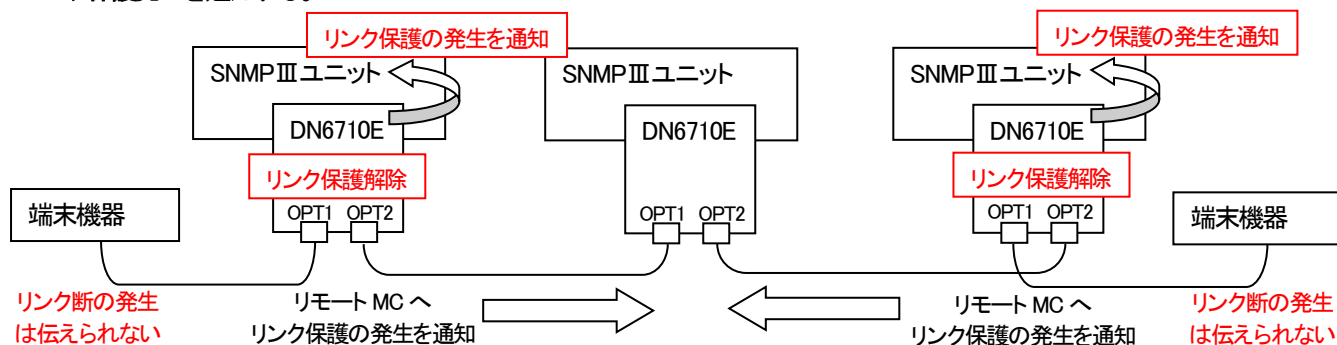 リンク保護の発生を通知
リンク保護の発生を通知
SNMPⅢユニット
SNMPⅢユニット
SNMPⅢユニット
DN6710E
DN6710E
DN6710E
リンク保護解除
リンク保護解除
端末機器
OPT1 OPT2
OPT1 OPT2
OPT1 OPT2
端末機器
リンク断の発生
は伝えられない
リモート MC へ
リンク保護の発生を通知
リモート MC へ
リンク保護の発生を通知
リンク断の発生
は伝えられない